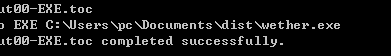 ut00-EXE.toc
o EXE C:\Users\pc\Documents\dist\wether.exe
ut00-EXE.toc completed successfully.